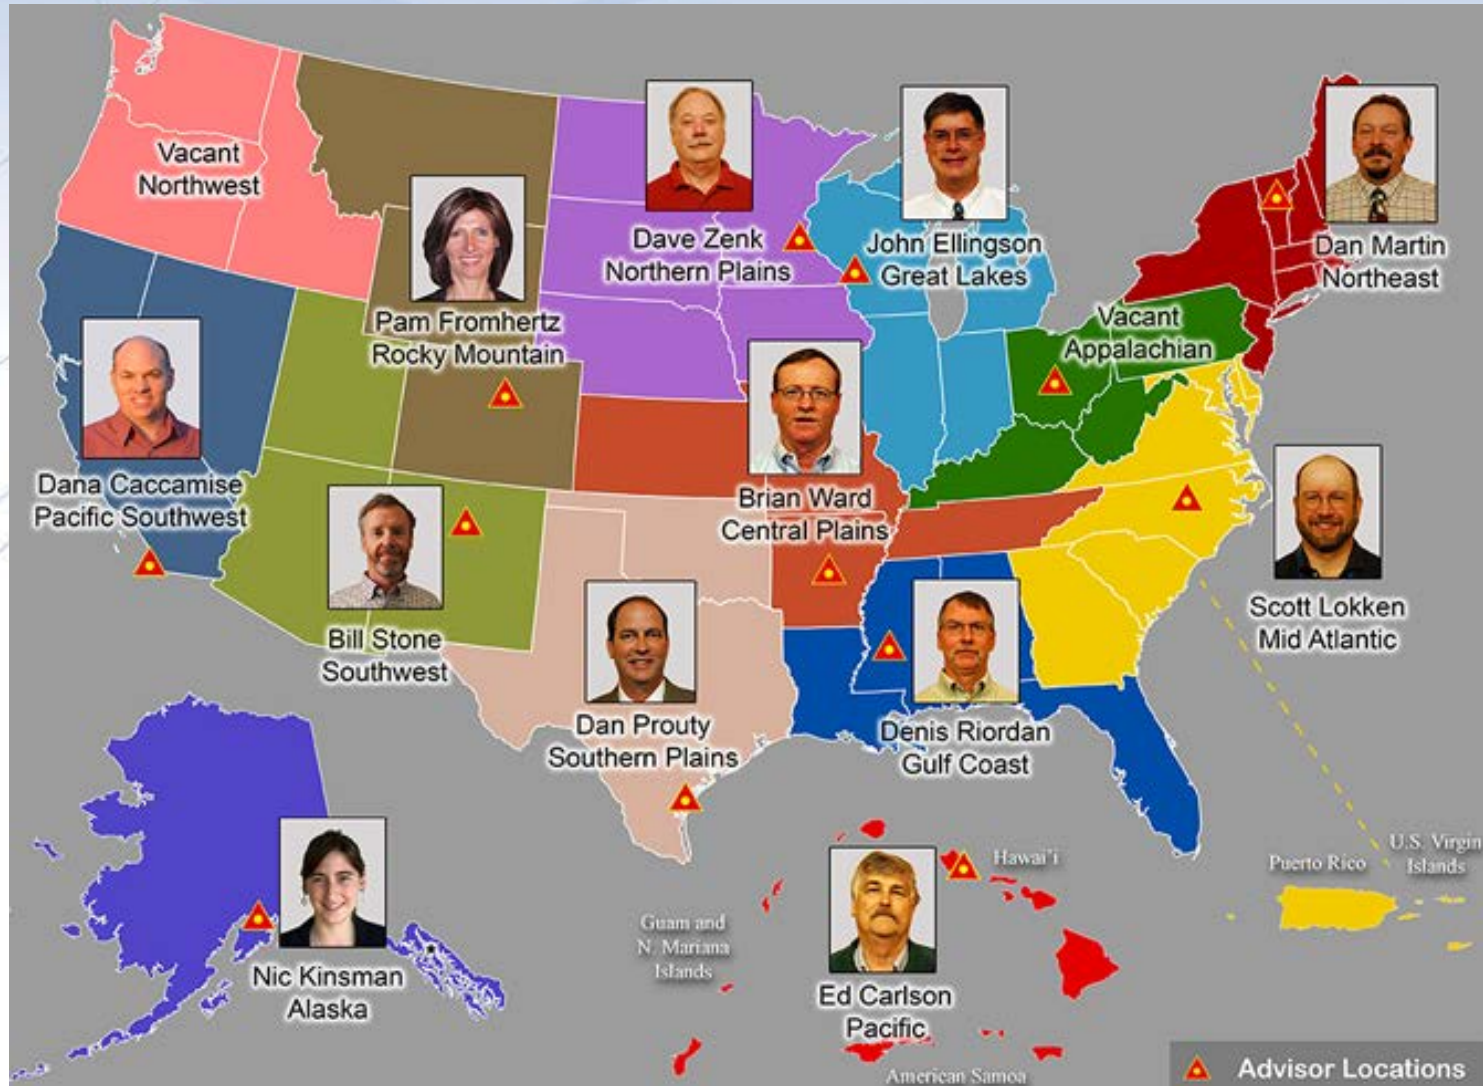 Vacant
Northwest
Dave Zenk
Northern Plains
John Ellingson
Great Lakes
Dan Martin
Northeast
Pam Fromhertz
Rocky Mountain
Vacant
Appalachian
Dana Caccamise
Pacific Southwest
Brian Ward
Central Plains
Scott Lokken
Mid Atlantic
Bill Stone
Southwest
Dan Prouty
Southern Plains
Denis Riordan
Gulf Coast
Nic Kinsman
Alaska
Guam and
N. Mariana
Islands
Hawai'i
Ed Carlson
Pacific
American Samoa
Puerto Rico
U.S. Virgin
Islands
Advisor Locations